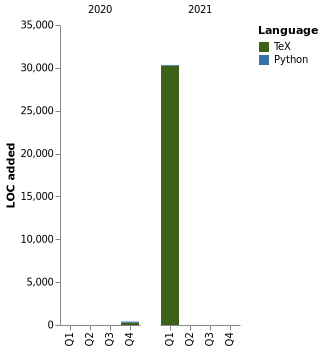 2020 2021
Language
TeX
Python
35,000
30,000
25,000
20,000
15,000
10,000
5,000
0
LOC added
Q1 Q2 Q3 Q4 Q1 Q2 Q3 Q4